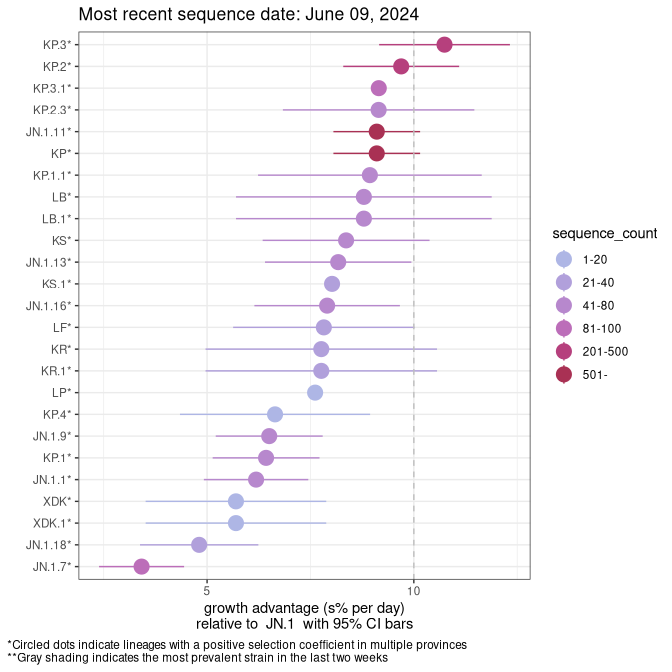 Most recent sequence date: June 09, 2024
KP.3*
KP.2*
KP.3.1*
KP.2.3*
JN.1.11*
KP*
KP.1.1*
LB*
LB.1*
KS*
JN.1.13*
KS.1*
JN.1.16*
LF*
KR*
KR.1*
LP*
KP.4*
JN.1.9*
KP.1*
JN.1.1*
XDK*
XDK.1*
JN.1.18*
JN.1.7*
5 10
growth advantage (s% per day)
relative to JN.1 with 95% CI bars
sequence_count
1-20
21-40
41-80
81-100
201-500
501-
*Circled dots indicate lineages with a positive selection coefficient in multiple provinces
**Gray shading indicates the most prevalent strain in the last two weeks